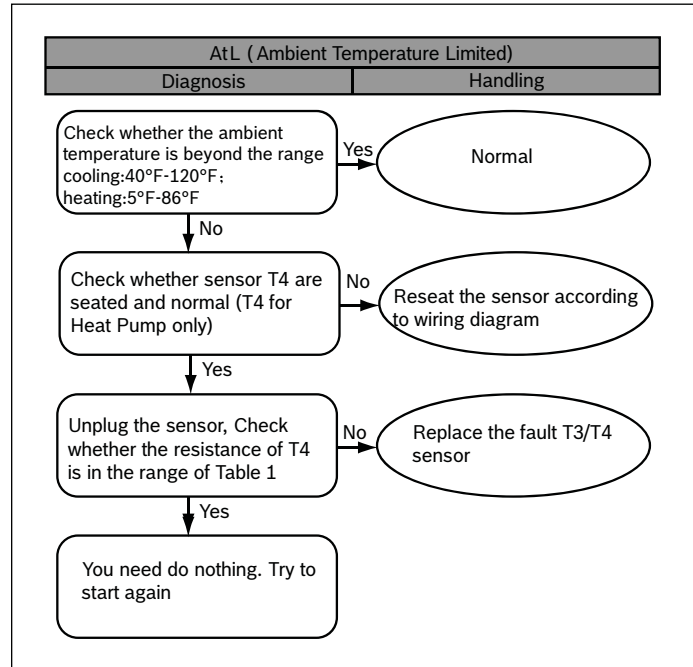 AtL ( Ambient Temperature Limited)
Diagnosis
Handling
Check whether the ambient
temperature is beyond the range
cooling:40°F-120°F;
heating:5°F-86°F
Yes
Normal
No
Check whether sensor T4 are
seated and normal (T4 for
Heat Pump only)
No
Reseat the sensor according
to wiring diagram
Yes
Unplug the sensor, Check
whether the resistance of T4
is in the range of Table 1
No
Replace the fault T3/T4
sensor
Yes
You need do nothing. Try to
start again